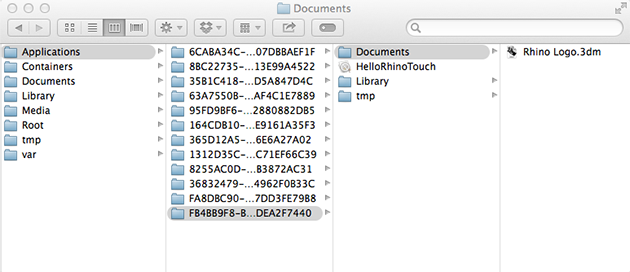 Documents
Applications
Containers
Documents
Library
Media
Root
tmp
var
6CABA34C-...07DBBAEF1F
8BC22735-...13E99A4522
35B1C418-...D5A847D4C
63A7550B-...AF4C1E7889
95FD9BF6-...2880882DB5
164CDB10-...E9161A35F3
365D12A5-...6E6A27A02
1312D35C-...C71EF66C39
8255AC0D-...B3872AC31
36832479-...4962F0B33C
FA8DBC90-...7DD3FE79B8
FB4BB9F8-B...DEA2F7440
Documents
HelloRhinoTouch
Library
tmp
Rhino Logo.3dm